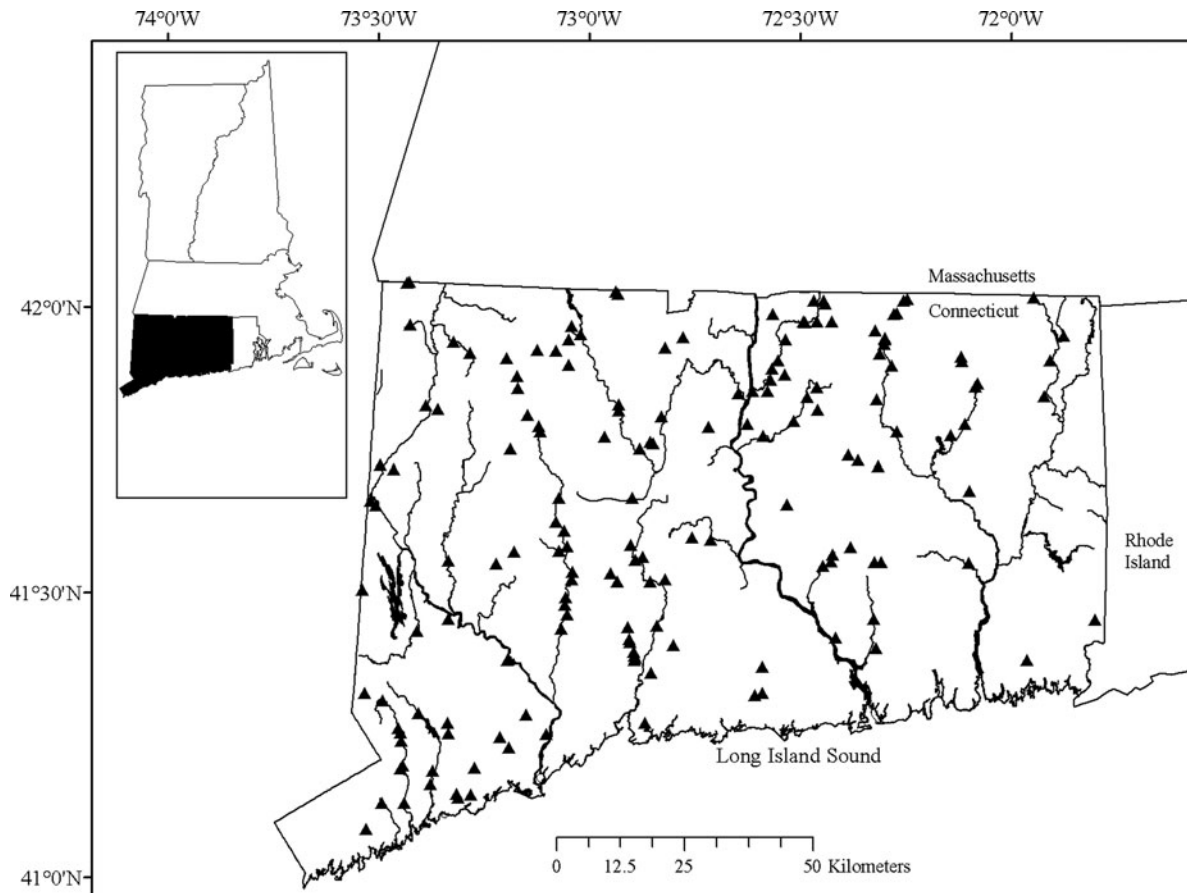 74°0'W 73°30'W 73°0'W 72°30'W 72°0'W
42°0'N
41°30'N
41°0'N
Massachusetts
Connecticut
Rhode
Island
Long Island Sound
0 12.5 25 50 Kilometers